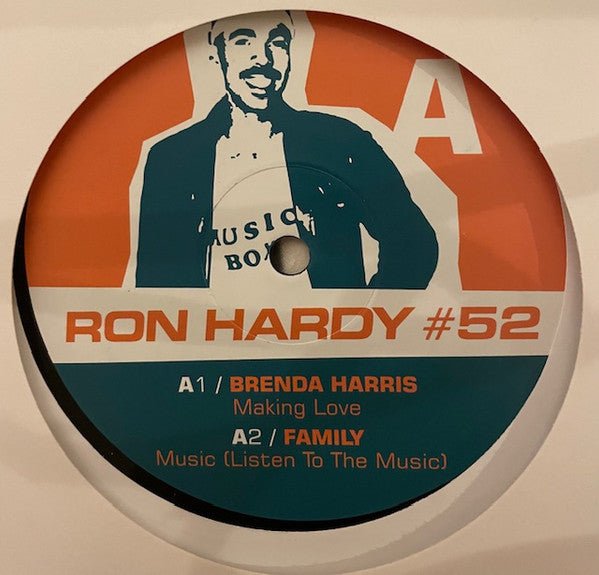 A
MUSIC
BOX
RON HARDY #52
A1 / BRENDA HARRIS
Making Love
A2 / FAMILY
Music (Listen To The Music)